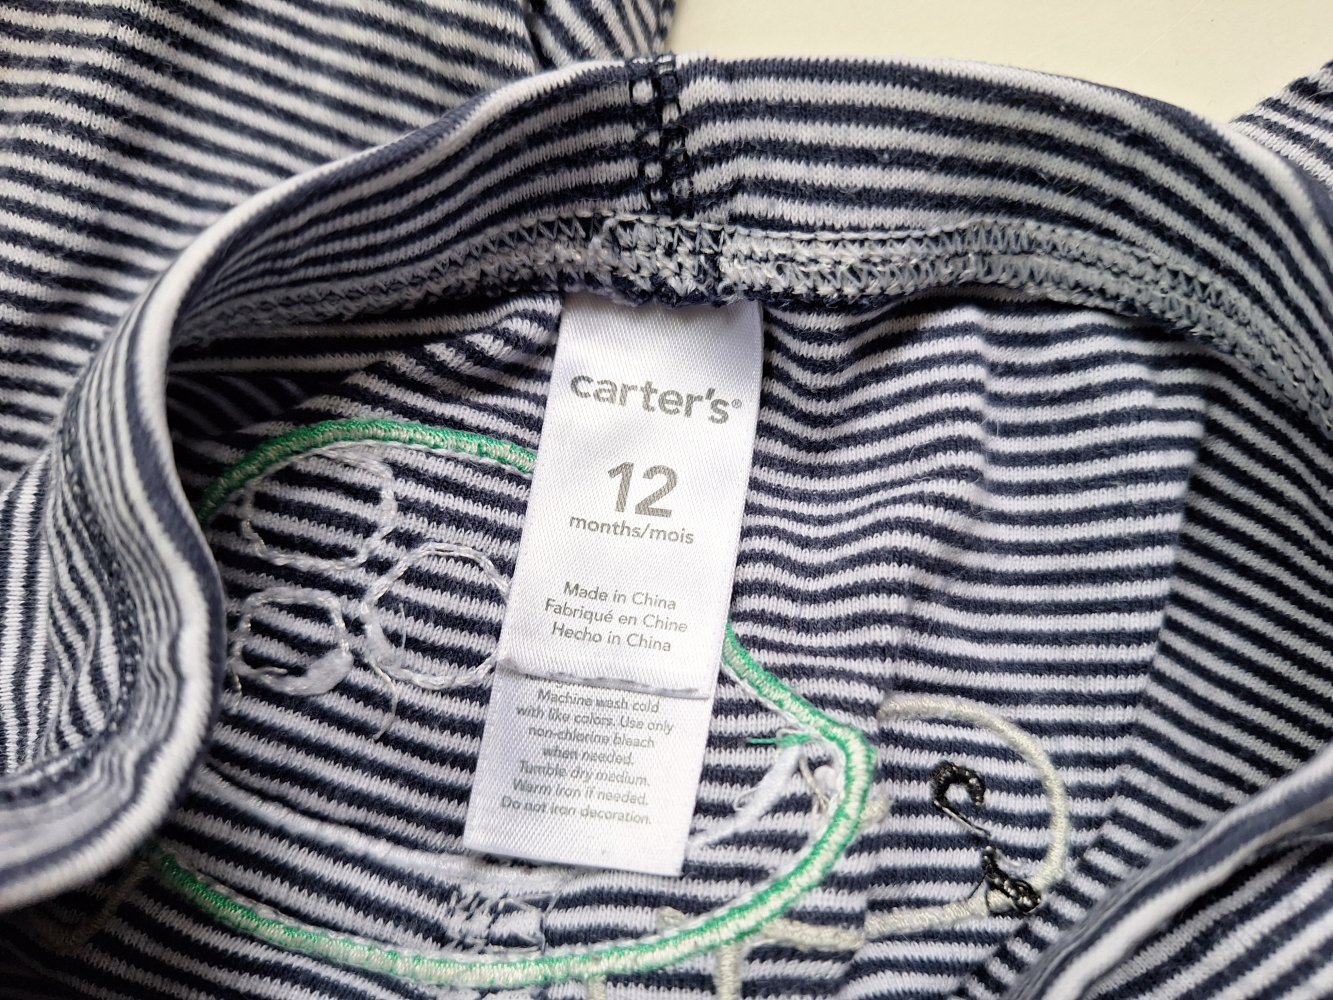 carter's®
12
months/mois
Made in China
Fabriqué en Chine
Hecho in China
Machine wash cold
with like colors. Use only
non-chlorine bleach
when needed.
Tumble dry medium.
Warm iron if needed.
Do not iron decoration.